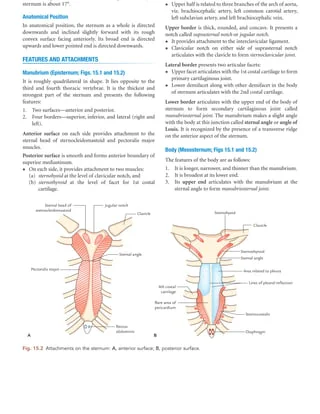 sternum is about 17°.
Anatomical Position
In anatomical position, the sternum as a whole is directed
downwards and inclined slightly forward with its rough
convex surface facing anteriorly. Its broad end is directed
upwards and lower pointed end is directed downwards.
FEATURES AND ATTACHMENTS
Manubrium (Episternum; Figs. 15.1 and 15.2)
It is roughly quadrilateral in shape. It lies opposite to the
third and fourth thoracic vertebrae. It is the thickest and
strongest part of the sternum and presents the following
features:
1. Two surfaces—anterior and posterior.
2. Four borders—superior, inferior, and lateral (right and
left).
Anterior surface on each side provides attachment to the
sternal head of sternocleidomastoid and pectoralis major
muscles.
Posterior surface is smooth and forms anterior boundary of
superior mediastinum.
• On each side, it provides attachment to two muscles:
(a) sternohyoid at the level of clavicular notch, and
(b) sternothyroid at the level of facet for 1st costal
cartilage.
• Upper half is related to three branches of the arch of aorta,
viz. brachiocephalic artery, left common carotid artery,
left subclavian artery, and left brachiocephalic vein.
Upper border is thick, rounded, and concave. It presents a
notch called suprasternal notch or jugular notch.
• It provides attachment to the interclavicular ligament.
• Clavicular notch on either side of suprasternal notch
articulates with the clavicle to form sternoclavicular joint.
Lateral border presents two articular facets:
• Upper facet articulates with the 1st costal cartilage to form
primary cartilaginous joint.
• Lower demifacet along with other demifacet in the body
of sternum articulates with the 2nd costal cartilage.
Lower border articulates with the upper end of the body of
sternum to form secondary cartilaginous joint called
manubriosternal joint. The manubrium makes a slight angle
with the body at this junction called sternal angle or angle of
Louis. It is recognized by the presence of a transverse ridge
on the anterior aspect of the sternum.
Body (Mesosternum; Figs 15.1 and 15.2)
The features of the body are as follows:
1. It is longer, narrower, and thinner than the manubrium.
2. It is broadest at its lower end.
3. Its upper end articulates with the manubrium at the
sternal angle to form manubriosternal joint.
Sternal head of
sternocleidomastoid
Jugular notch
Clavicle
Sternal angle
Pectoralis major
Rectus
abdominis
A
Sternohyoid
Clavicle
Sternothyroid
Sternal angle
Area related to pleura
Lines of pleural reflection
Sternocostalis
Diaphragm
costal
cartilage
Bare area of
pericardium
B
Fig. 15.2 Attachments on the sternum: A, anterior surface; B, posterior surface.